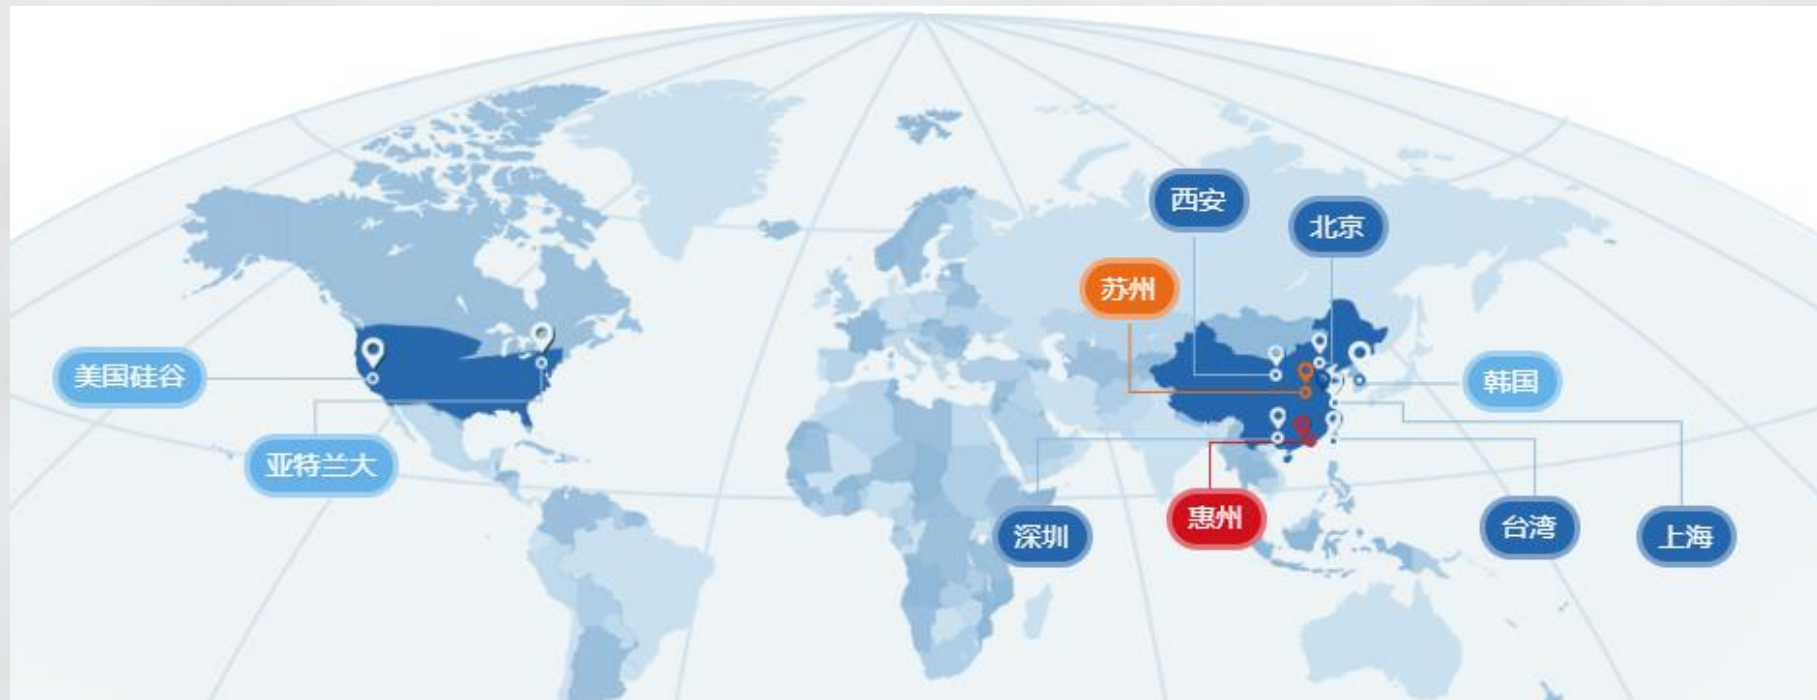 西安
北京
苏州
美国硅谷
韩国
亚特兰大
惠州
台湾
深圳
上海